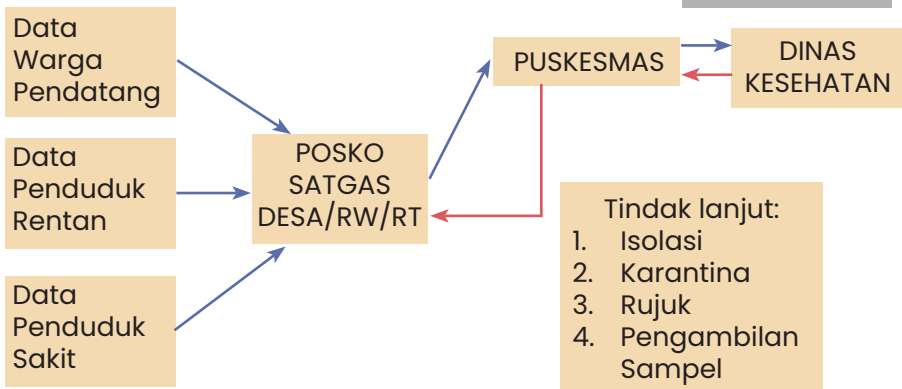 Data
Warga
Pendatang
Data
Penduduk
Rentan
Data
Penduduk
Sakit
POSKO
SATGAS
DESA/RW/RT
PUSKESMAS
DINAS
KESEHATAN
Tindak lanjut:
1. Isolasi
2. Karantina
3. Rujuk
4. Pengambilan
Sampel